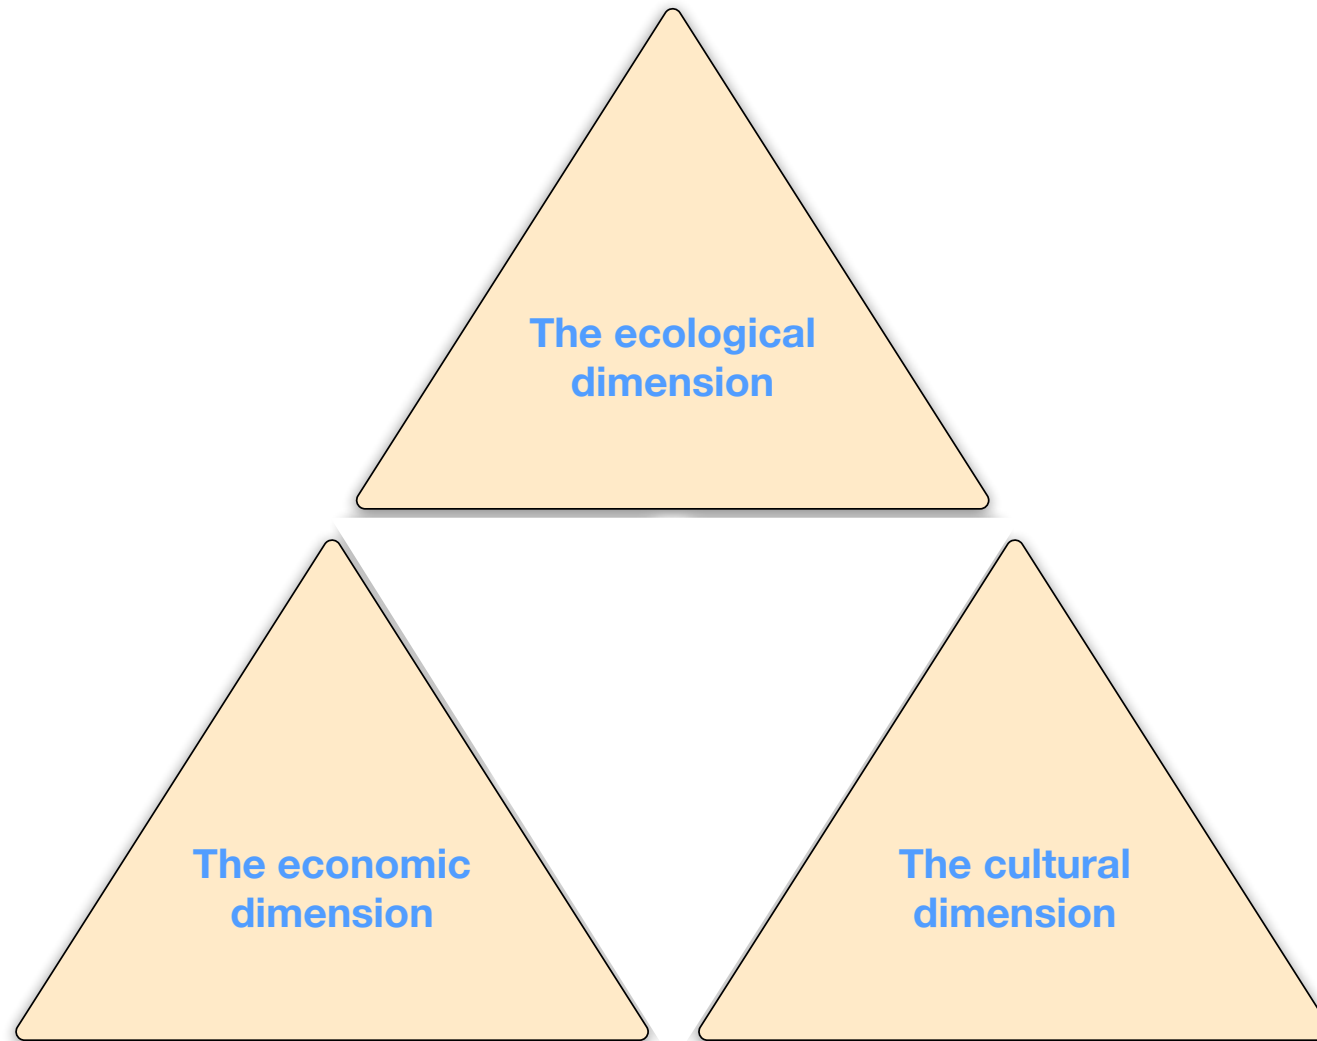 The ecological
dimension
The economic
dimension
The cultural
dimension